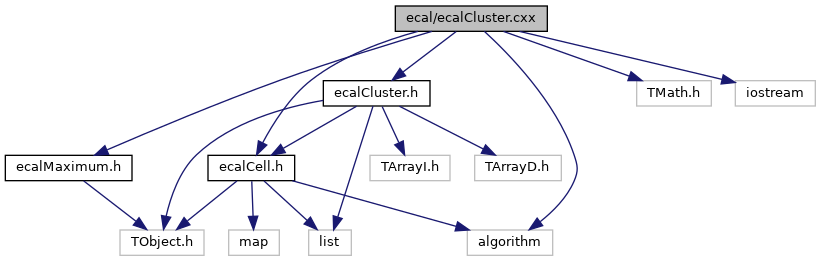 ecal/ecalCluster.cxx
ecalCluster.h
TMath.h
iostream
ecalMaximum.h
ecalCell.h
TArrayI.h
TArrayD.h
TObject.h
map
list
algorithm